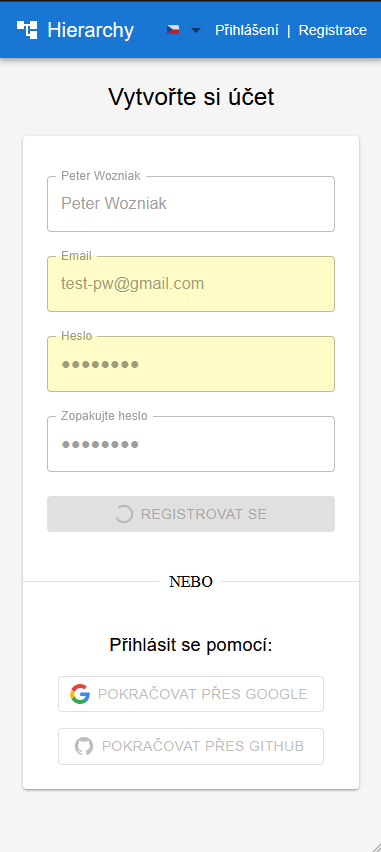 Hierarchy
Přihlášení | Registrace
Vytvořte si účet
Peter Wozniak
Peter Wozniak
Email
test-pw@gmail.com
Heslo
●●●●●●●●
Zopakujte heslo
●●●●●●●●
REGISTROVAT SE
NEBO
Přihlásit se pomocí:
POKRAČOVAT PŘES GOOGLE
POKRAČOVAT PŘES GITHUB